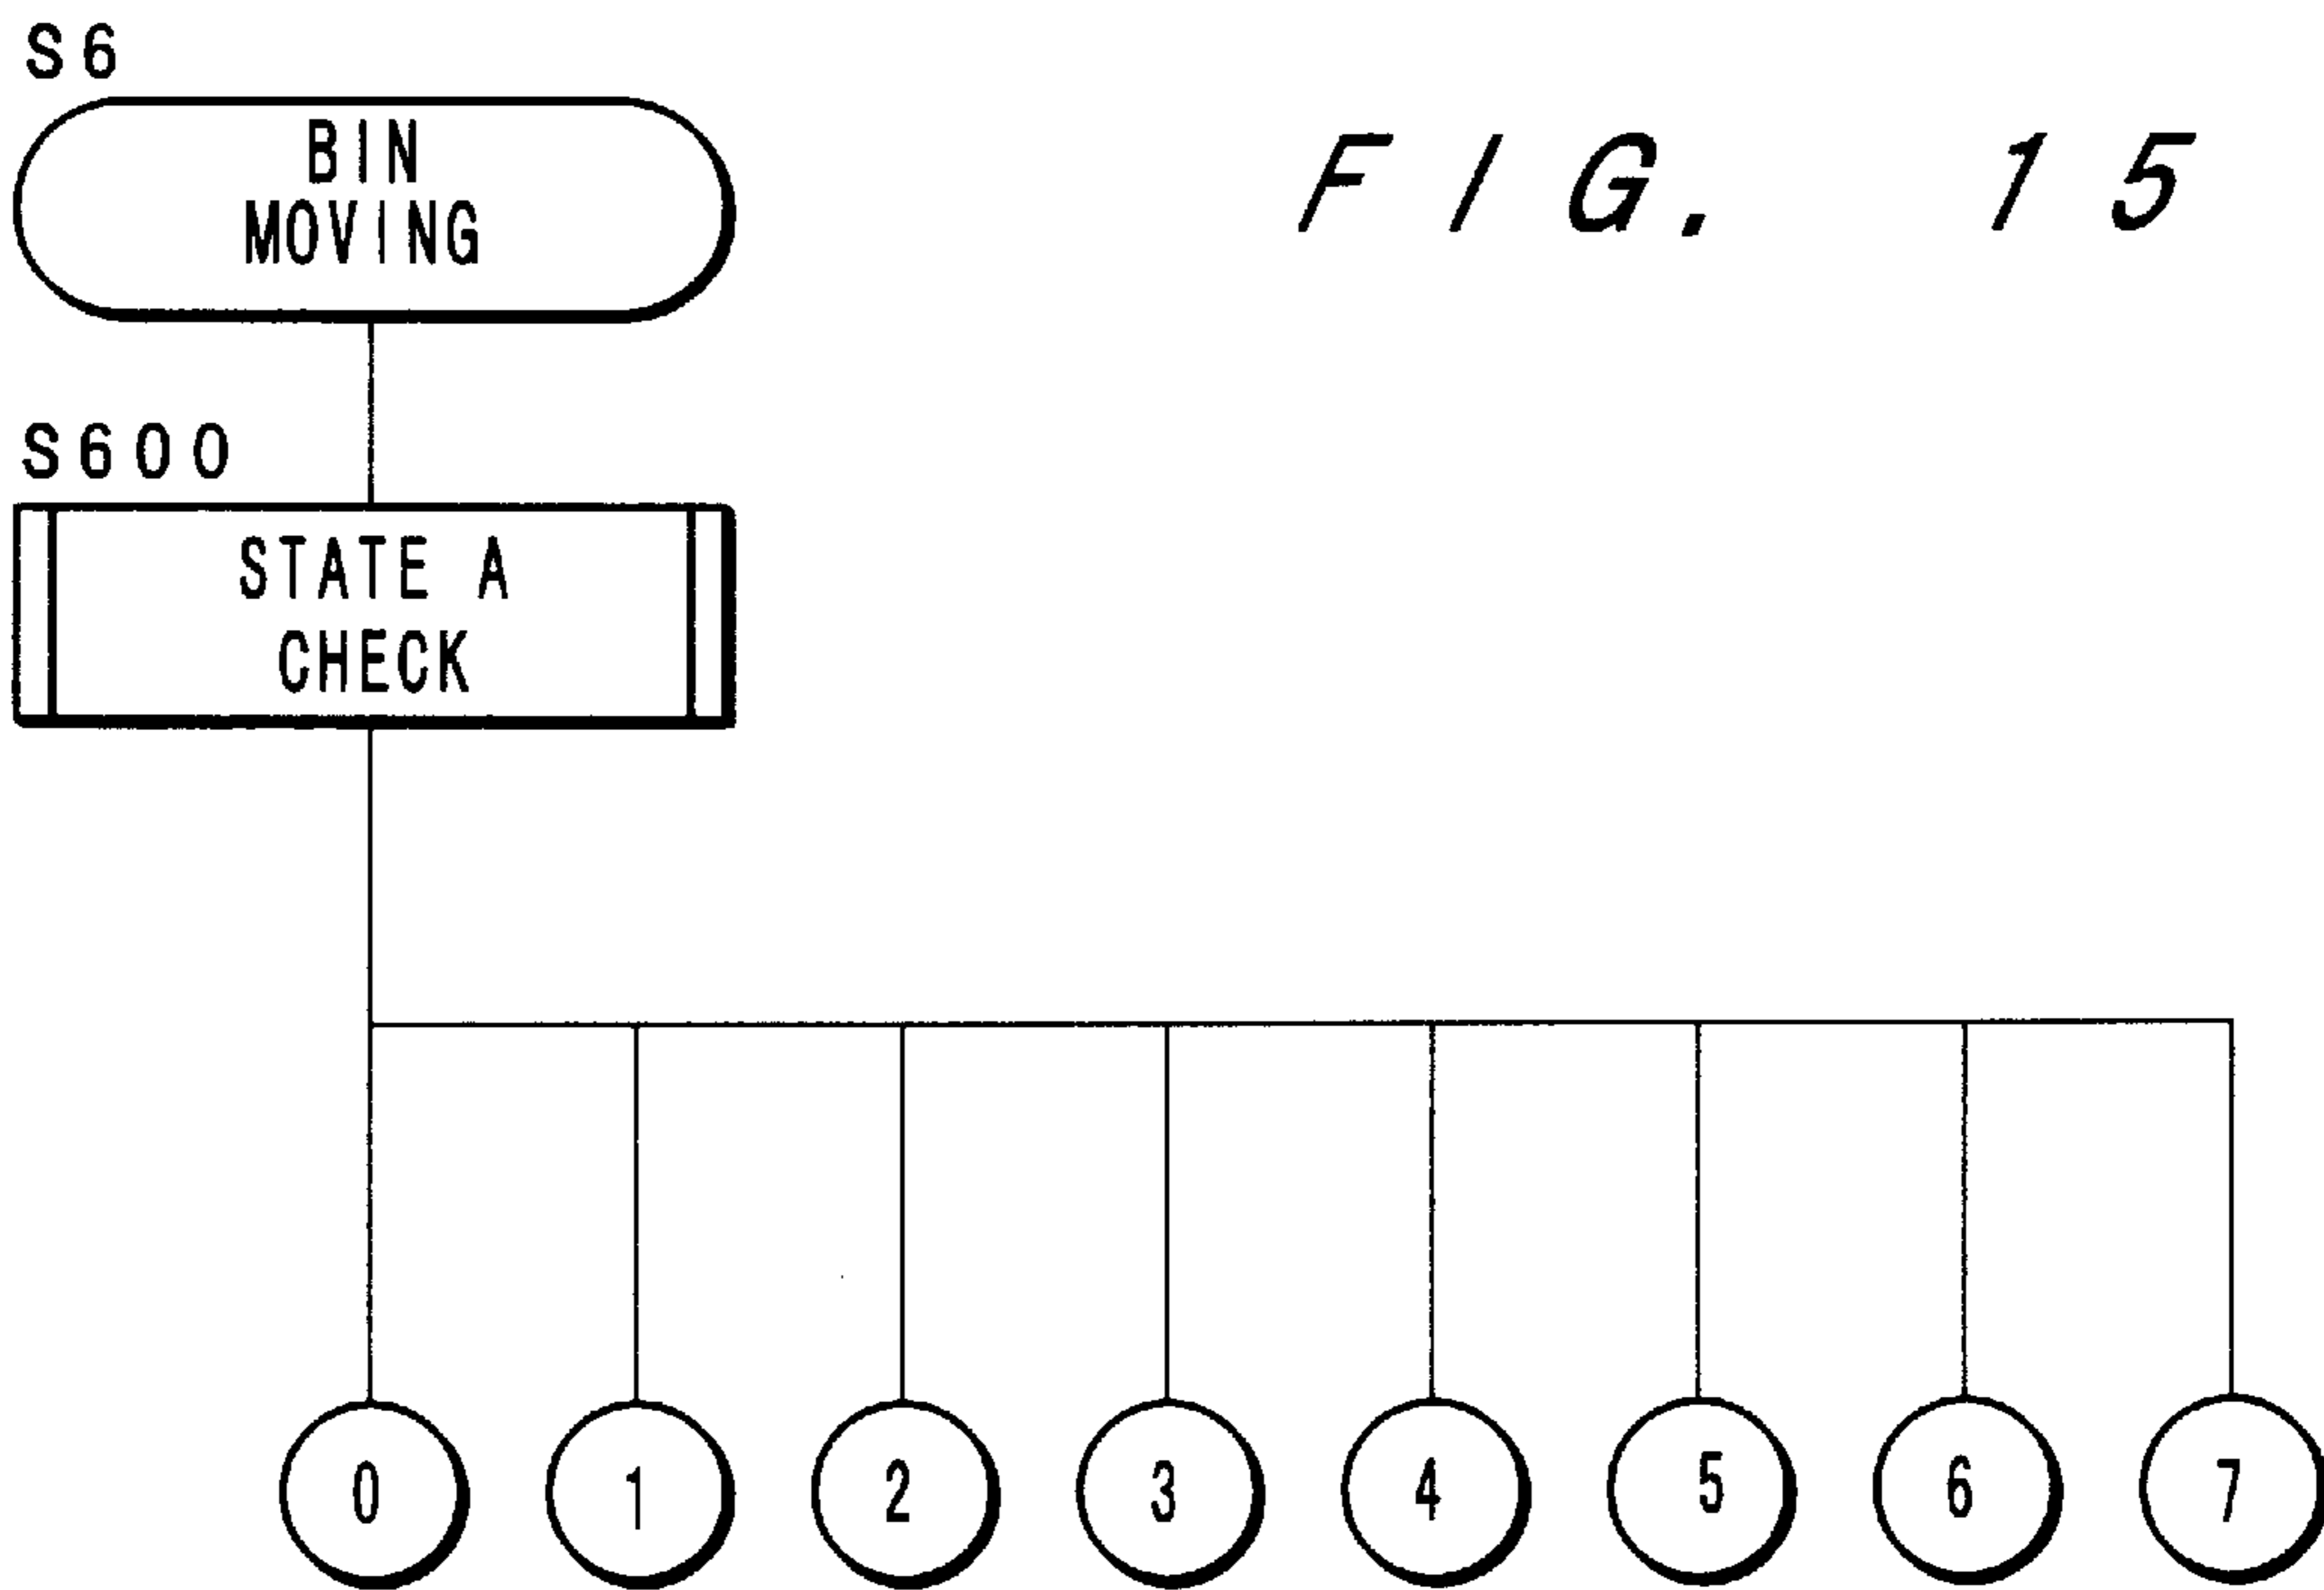 S6
BIN
MOVING
FIG. 15
S600
STATE A
CHECK
0 1 2 3 4 5 6 7